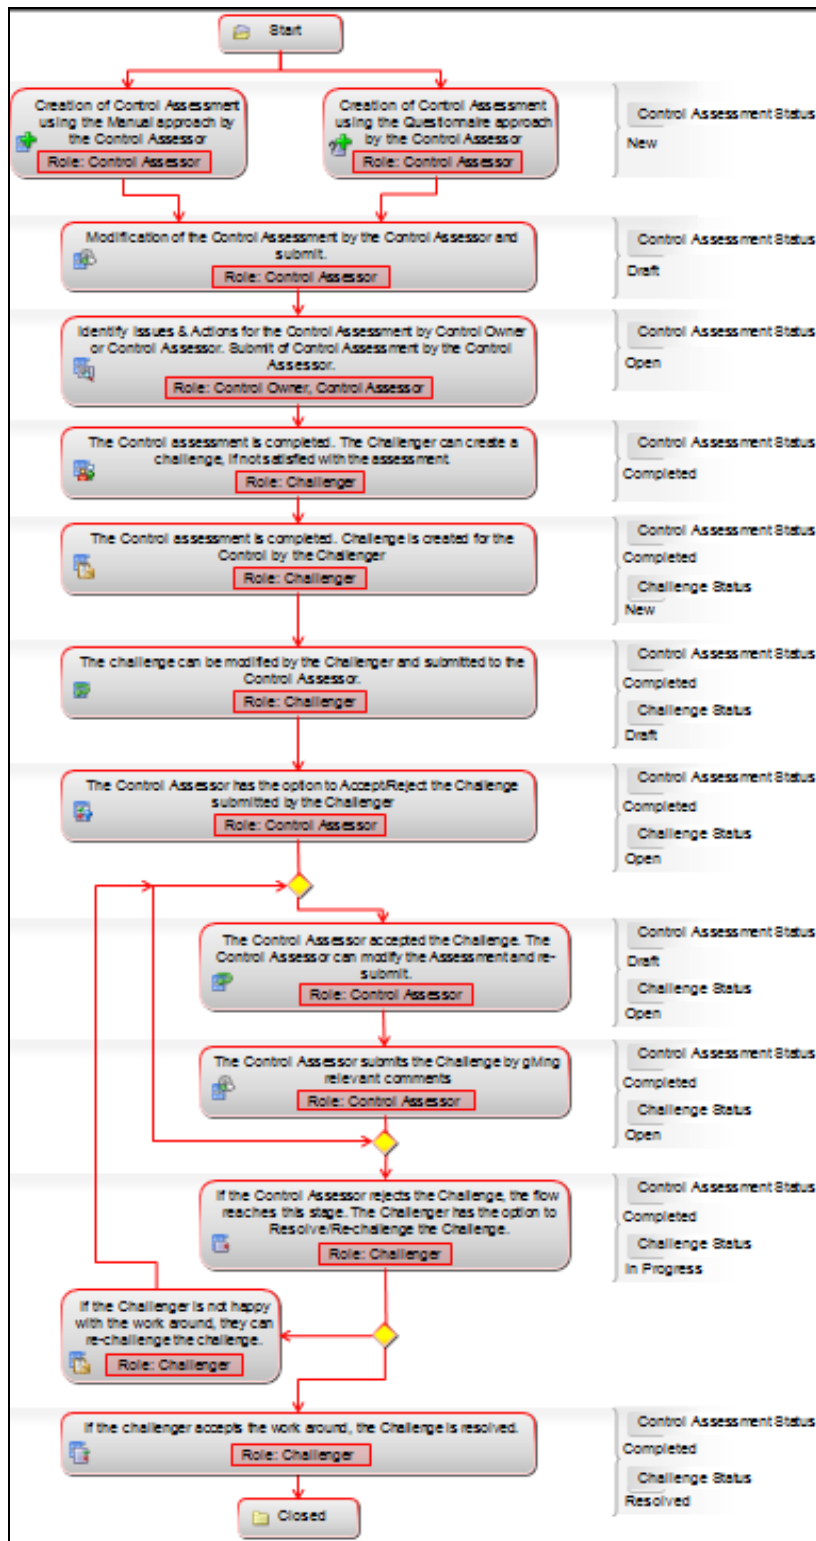 Start
Creation of Control Assessment
using the Manual approach by
the Control Assessor
Role: Control Assessor
Creation of Control Assessment
using the Questionnaire approach
by the Control Assessor
Role: Control Assessor
Control Assessment Status
New
Modification of the Control Assessment by the Control Assessor and
submit.
Role: Control Assessor
Control Assessment Status
Draft
Identify Issues & Actions for the Control Assessment by Control Owner
or Control Assessor. Submit of Control Assessment by the Control
Assessor.
Role: Control Owner, Control Assessor
Control Assessment Status
Open
The Control assessment is completed. The Challenger can create a
challenge, if not satisfied with the assessment.
Role: Challenger
Control Assessment Status
Completed
The Control assessment is completed. Challenge is created for the
Control by the Challenger
Role: Challenger
Control Assessment Status
Completed
Challenge Status
New
The challenge can be modified by the Challenger and submitted to the
Control Assessor.
Role: Challenger
Control Assessment Status
Completed
Challenge Status
Draft
The Control Assessor has the option to Accept/Reject the Challenge
submitted by the Challenger
Role: Control Assessor
Control Assessment Status
Completed
Challenge Status
Open
The Control Assessor accepted the Challenge. The
Control Assessor can modify the Assessment and re-
submit.
Role: Control Assessor
Control Assessment Status
Draft
Challenge Status
Open
The Control Assessor submits the Challenge by giving
relevant comments
Role: Control Assessor
Control Assessment Status
Completed
Challenge Status
Open
If the Control Assessor rejects the Challenge, the flow
reaches this stage. The Challenger has the option to
Resolve/Re-challenge the Challenge.
Role: Challenger
Control Assessment Status
Completed
Challenge Status
In Progress
If the Challenger is not happy
with the work around, they can
re-challenge the challenge.
Role: Challenger
If the challenger accepts the work around, the Challenge is resolved.
Role: Challenger
Control Assessment Status
Completed
Challenge Status
Resolved
Closed